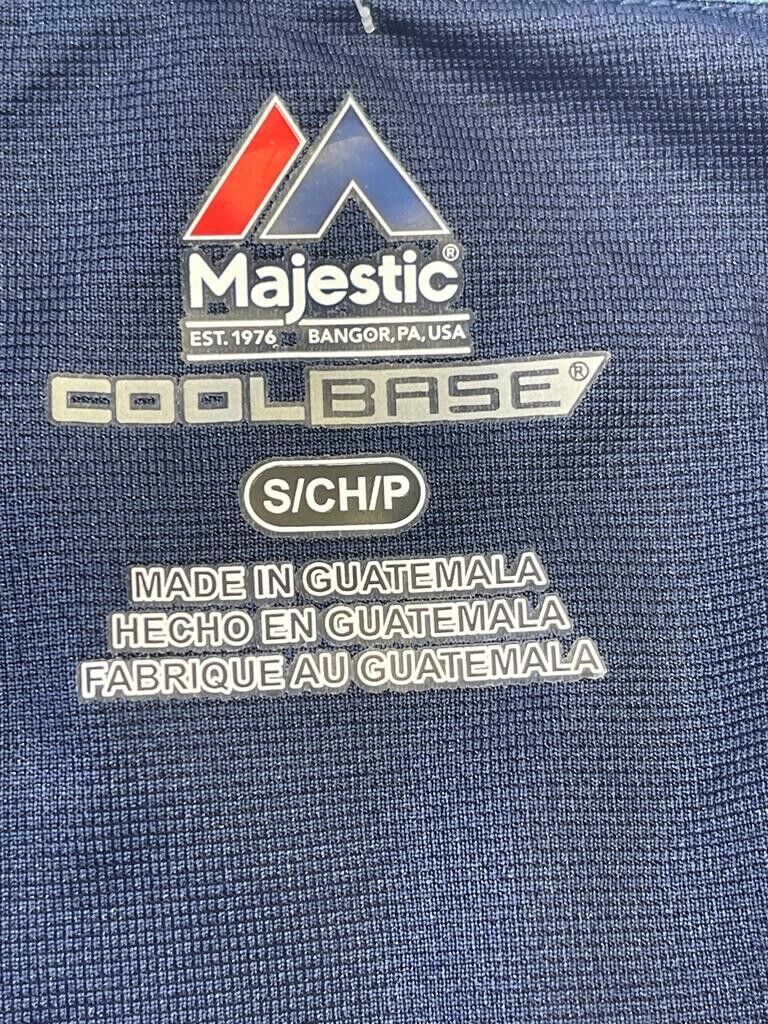 Majestic®
EST. 1976 BANGOR, PA, USA
COOLBASE®
S/CH/P
MADE IN GUATEMALA
HECHO EN GUATEMALA
FABRIQUE AU GUATEMALA